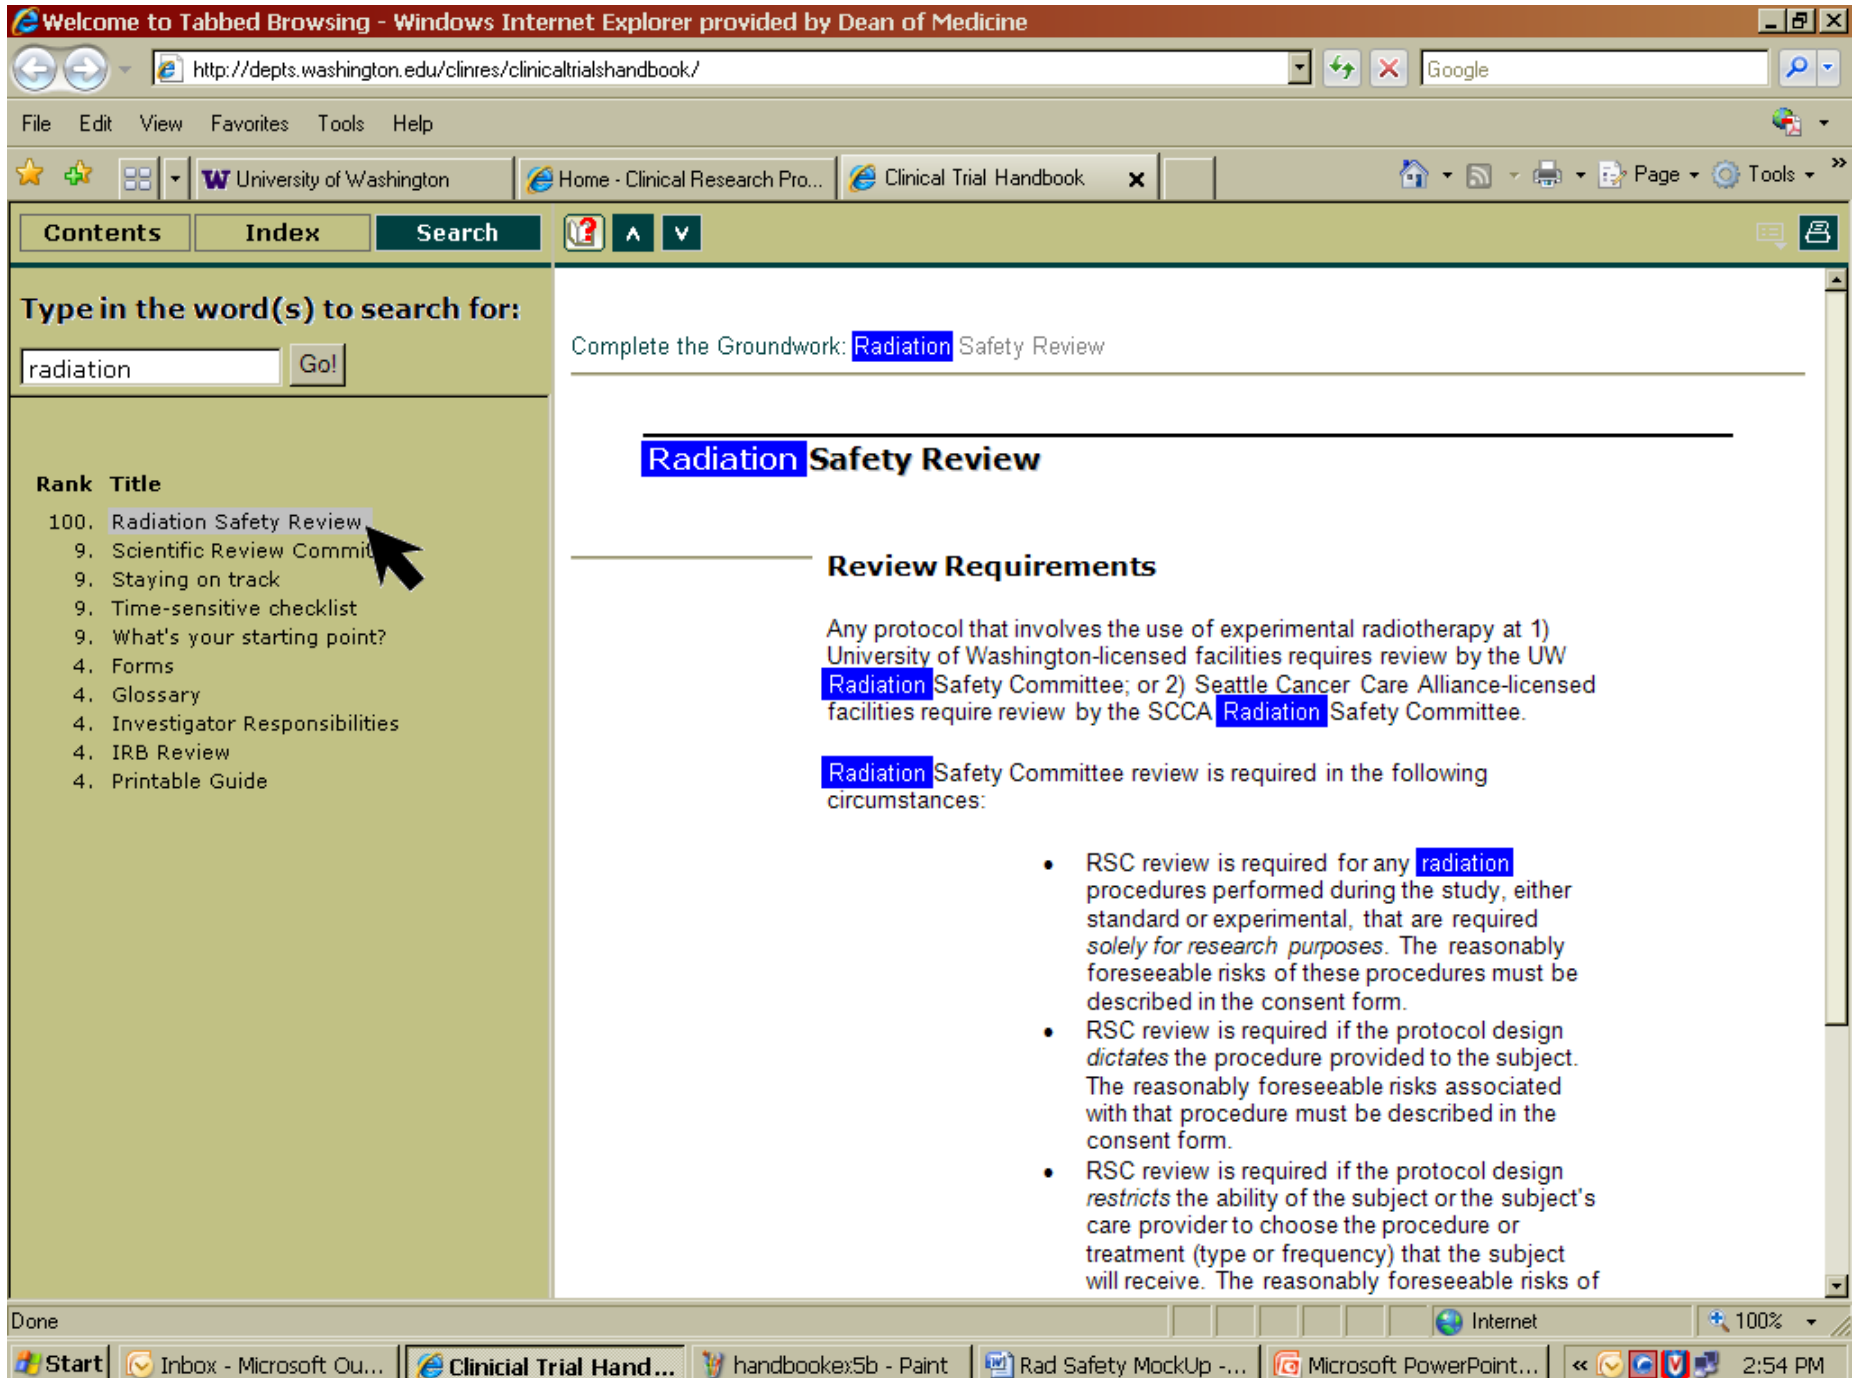 Welcome to Tabbed Browsing - Windows Internet Explorer provided by Dean of Medicine
http://depts.washington.edu/clinres/clinicaltrialshandbook/
Google
File Edit View Favorites Tools Help
University of Washington
Home - Clinical Research Pro...
Clinical Trial Handbook
Page Tools
Contents Index Search
Type in the word(s) to search for:
radiation Go!
Rank Title
100. Radiation Safety Review
9. Scientific Review Commit
9. Staying on track
9. Time-sensitive checklist
9. What's your starting point?
4. Forms
4. Glossary
4. Investigator Responsibilities
4. IRB Review
4. Printable Guide
Complete the Groundwork: Radiation Safety Review
Radiation Safety Review
Review Requirements
Any protocol that involves the use of experimental radiotherapy at 1)
University of Washington-licensed facilities requires review by the UW
Radiation Safety Committee; or 2) Seattle Cancer Care Alliance-licensed
facilities require review by the SCCA Radiation Safety Committee.
Radiation Safety Committee review is required in the following
circumstances:
• RSC review is required for any radiation
procedures performed during the study, either
standard or experimental, that are required
solely for research purposes. The reasonably
foreseeable risks of these procedures must be
described in the consent form.
• RSC review is required if the protocol design
dictates the procedure provided to the subject.
The reasonably foreseeable risks associated
with that procedure must be described in the
consent form.
• RSC review is required if the protocol design
restricts the ability of the subject or the subject's
care provider to choose the procedure or
treatment (type or frequency) that the subject
will receive. The reasonably foreseeable risks of
Done Internet 100%
Start Inbox - Microsoft Ou... Clinicial Trial Hand... handbookex5b - Paint Rad Safety MockUp -... Microsoft PowerPoint... « 2:54 PM